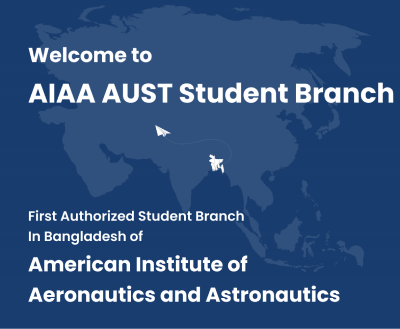 Welcome to
AIAA AUST Student Branch
First Authorized Student Branch
In Bangladesh of
American Institute of
Aeronautics and Astronautics